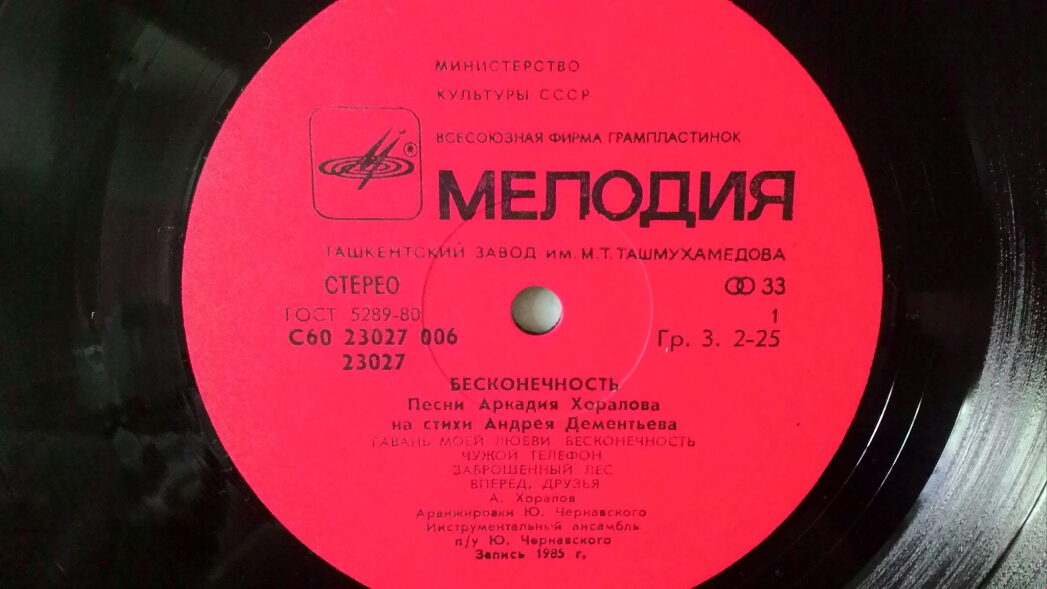 МИНИСТЕРСТВО
КУЛЬТУРЫ СССР
ВСЕСОЮЗНАЯ ФИРМА ГРАМПЛАСТИНОК
®
МЕЛОДИЯ
ТАШКЕНТСКИЙ ЗАВОД им. М.Т. ТАШМУХАМЕДОВА
СТЕРЕО
33
ГОСТ 5289-80
1
С60 23027 006
Гр. 3. 2-25
23027
БЕСКОНЕЧНОСТЬ
Песни Аркадия Хоралова
на стихи Андрея Дементьева
ГАВАНЬ МОЕЙ ЛЮБВИ БЕСКОНЕЧНОСТЬ
ЧУЖОЙ ТЕЛЕФОН
ЗАБРОШЕННЫЙ ЛЕС
ВПЕРЕД, ДРУЗЬЯ
А. Хоралов
Аранжировки Ю. Чернавского
Инструментальный ансамбль
п/у Ю. Чернавского
Запись 1985 г.